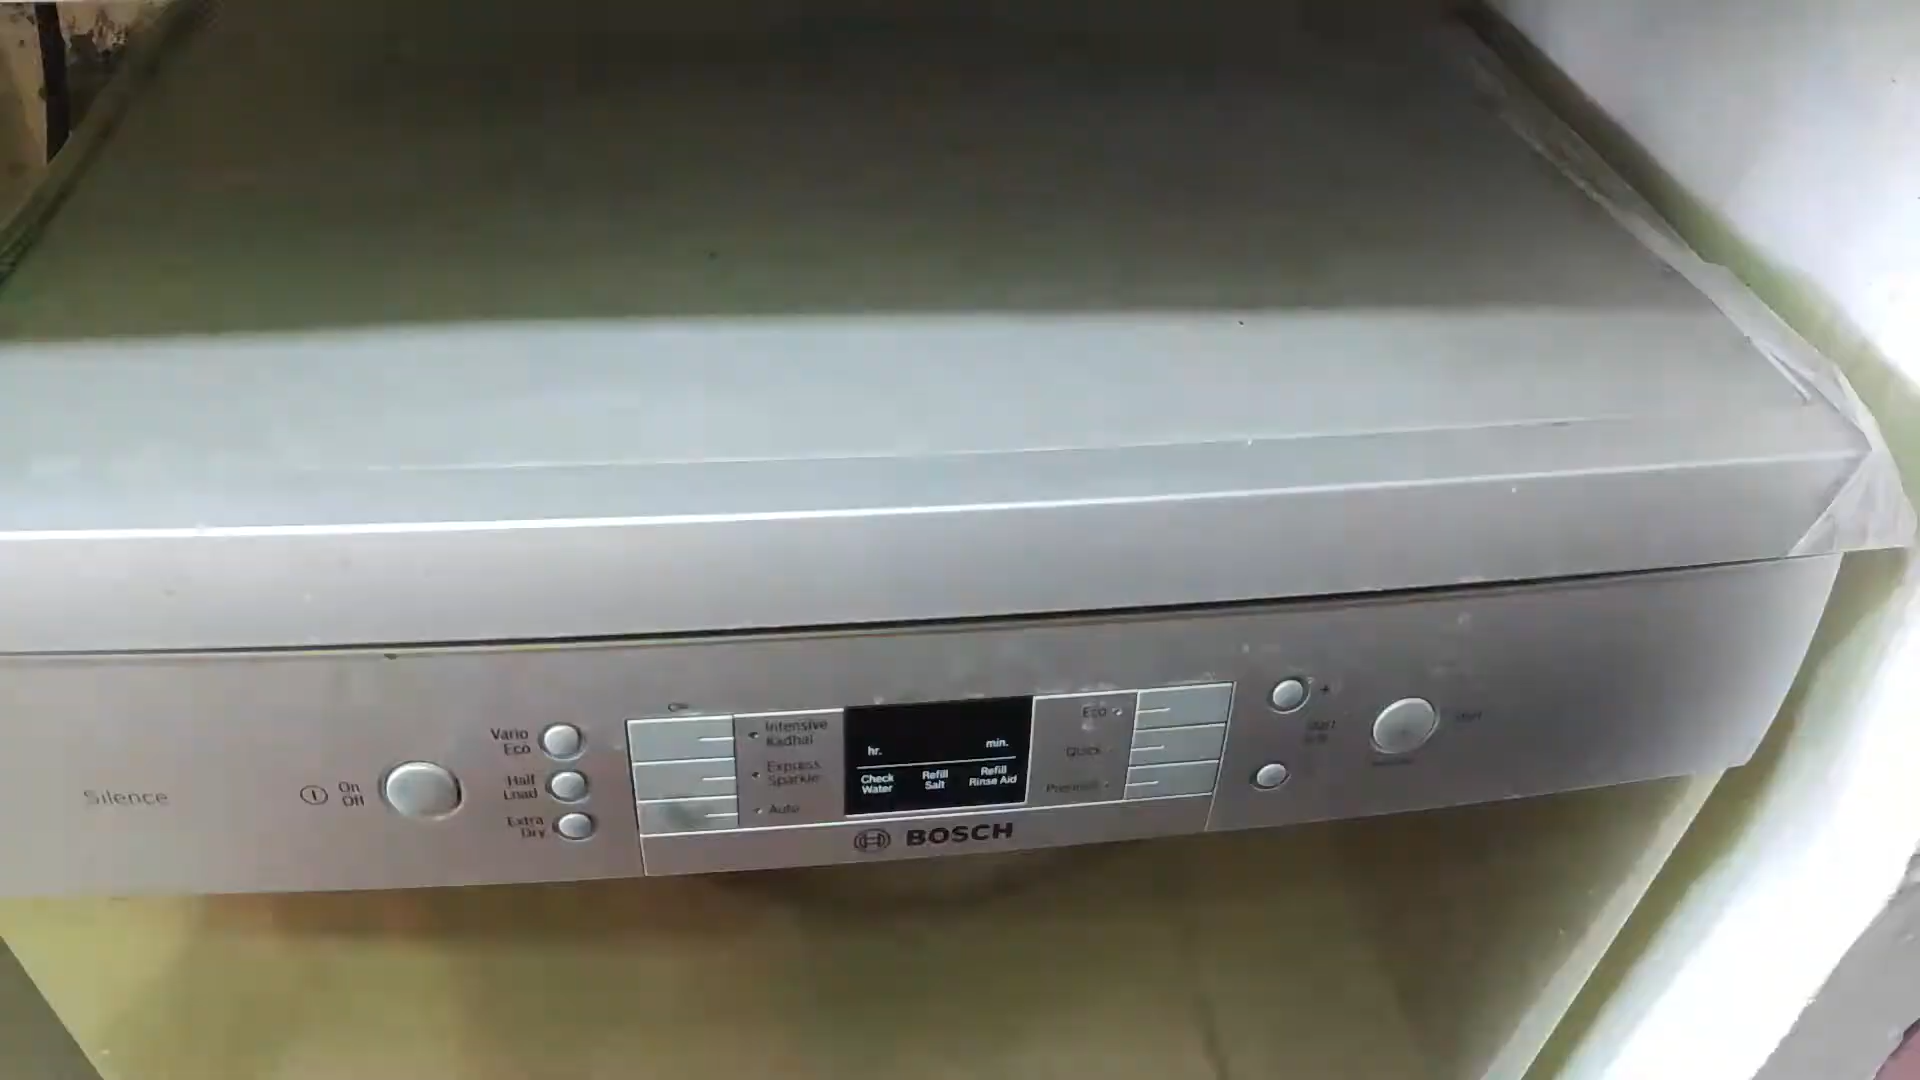 Silence
On
Off
Vario
Eco
Half
Load
Extra
Dry
Intensive
Kadhai
Express
Sparkle
Auto
hr.
min.
Check
Water
Refill
Salt
Refill
Rinse Aid
Eco
Quick
+
Start
BOSCH